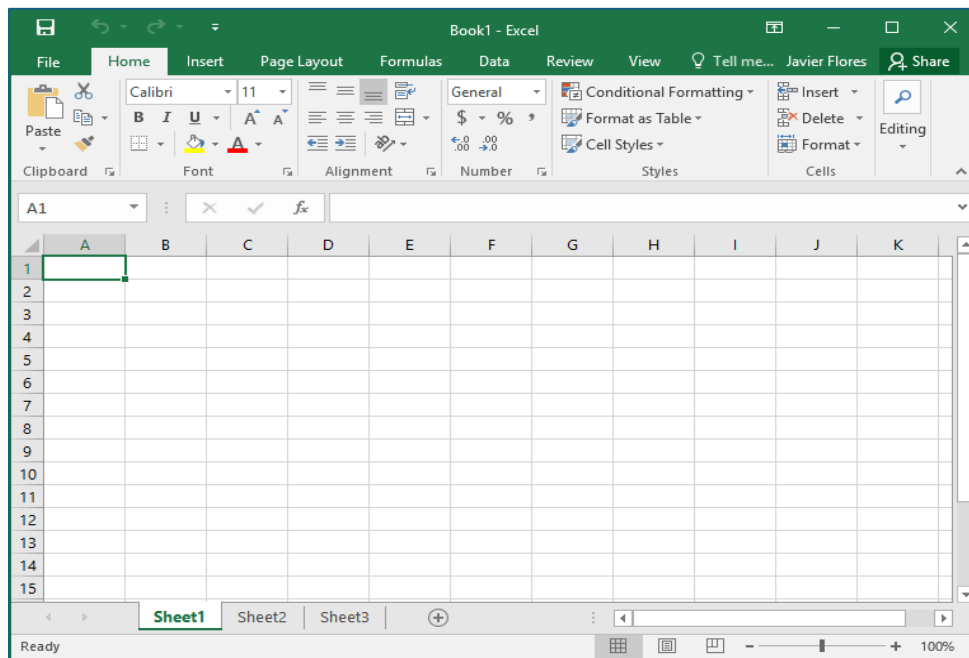 Book1 - Excel
File Home Insert Page Layout Formulas Data Review View Tell me... Javier Flores Share
Calibri 11 General Conditional Formatting Insert
Paste B I U A A $ % , Format as Table Delete Editing
A .00 .0 Cell Styles Format
Clipboard Font Alignment Number Styles Cells
A1 fx
A B C D E F G H I J K
1
2
3
4
5
6
7
8
9
10
11
12
13
14
15
Sheet1 Sheet2 Sheet3
Ready 100%